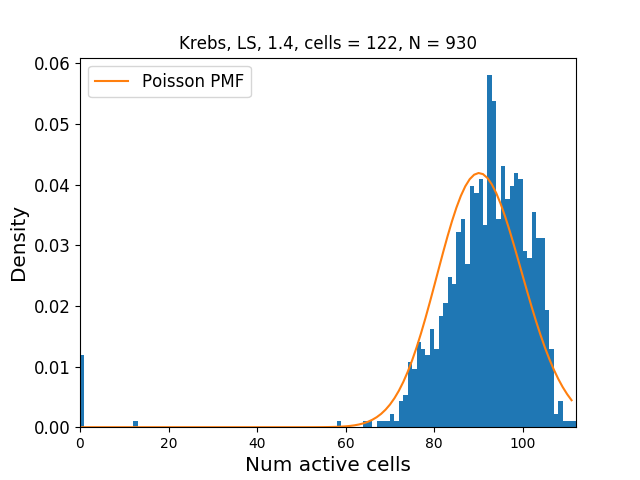 Krebs, LS, 1.4, cells = 122, N = 930
Poisson PMF
0.06
0.05
0.04
0.03
0.02
0.01
0.00
Density
0 20 40 60 80 100
Num active cells